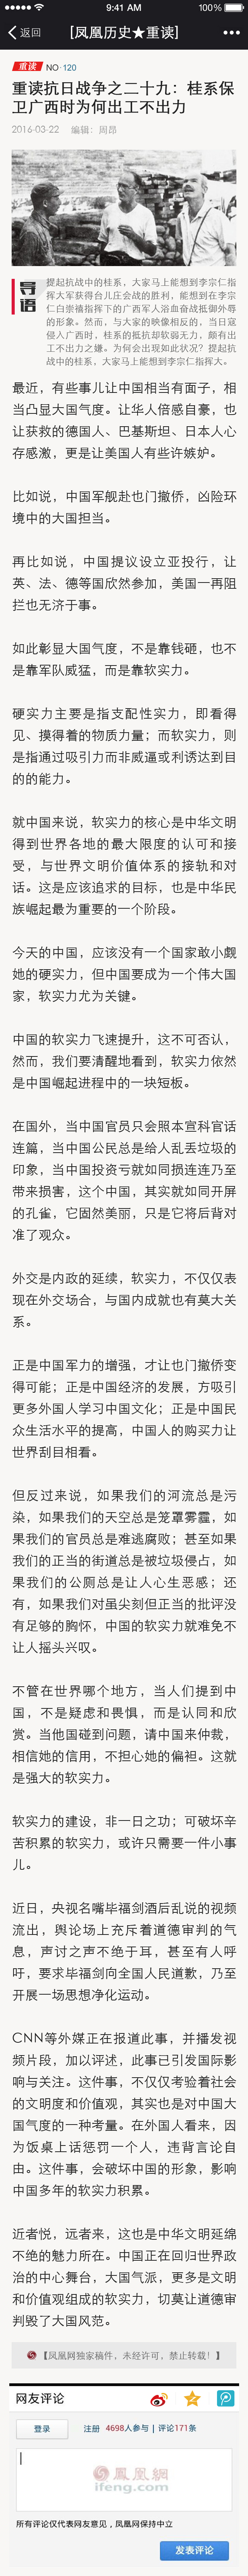 9:41 AM 100%
返回 [凤凰历史★重读]
重读 NO·120
重读抗日战争之二十九：桂系保
卫广西时为何出工不出力
2016-03-22 编辑：周昂
导语
提起抗战中的桂系，大家马上能想到李宗仁指
挥大军获得台儿庄会战的胜利，能想到在李宗
仁白崇禧指挥下的广西军人浴血奋战抵御外辱
的形象。然而，与大家的映像相反的，当日寇
侵入广西时，桂系的抵抗却软弱无力，颇有出
工不出力之嫌。为何会出现如此状况？提起抗
战中的桂系，大家马上能想到李宗仁指挥大。
最近，有些事儿让中国相当有面子，相
当凸显大国气度。让华人倍感自豪，也
让获救的德国人、巴基斯坦、日本人心
存感激，更是让美国人有些许嫉妒。
比如说，中国军舰赴也门撤侨，凶险环
境中的大国担当。
再比如说，中国提议设立亚投行，让
英、法、德等国欣然参加，美国一再阻
拦也无济于事。
如此彰显大国气度，不是靠钱砸，也不
是靠军队威猛，而是靠软实力。
硬实力主要是指支配性实力，即看得
见、摸得着的物质力量；而软实力，则
是指通过吸引力而非威逼或利诱达到目
的的能力。
就中国来说，软实力的核心是中华文明
得到世界各地的最大限度的认可和接
受，与世界文明价值体系的接轨和对
话。这是应该追求的目标，也是中华民
族崛起最为重要的一个阶段。
今天的中国，应该没有一个国家敢小觑
她的硬实力，但中国要成为一个伟大国
家，软实力尤为关键。
中国的软实力飞速提升，这不可否认，
然而，我们要清醒地看到，软实力依然
是中国崛起进程中的一块短板。
在国外，当中国官员只会照本宣科官话
连篇，当中国公民总是给人乱丢垃圾的
印象，当中国投资亏就如同损连连乃至
带来损害，这个中国，其实就如同开屏
的孔雀，它固然美丽，只是它将后背对
准了观众。
外交是内政的延续，软实力，不仅仅表
现在外交场合，与国内成就也有莫大关
系。
正是中国军力的增强，才让也门撤侨变
得可能；正是中国经济的发展，方吸引
更多外国人学习中国文化；正是中国民
众生活水平的提高，中国人的购买力让
世界刮目相看。
但反过来说，如果我们的河流总是污
染，如果我们的天空总是笼罩雾霾，如
果我们的官员总是难逃腐败；甚至如果
我们的正当的街道总是被垃圾侵占，如
果我们的公厕总是让人心生恶感；还
有，如果我们对虽尖刻但正当的批评没
有足够的胸怀，中国的软实力就难免不
让人摇头兴叹。
不管在世界哪个地方，当人们提到中
国，不是疑虑和畏惧，而是认同和欣
赏。当他国碰到问题，请中国来仲裁，
相信她的信用，不担心她的偏袒。这就
是强大的软实力。
软实力的建设，非一日之功；可破坏辛
苦积累的软实力，或许只需要一件小事
儿。
近日，央视名嘴毕福剑酒后乱说的视频
流出，舆论场上充斥着道德审判的气
息，声讨之声不绝于耳，甚至有人呼
吁，要求毕福剑向全国人民道歉，乃至
开展一场思想净化运动。
CNN等外媒正在报道此事，并播发视
频片段，加以评述，此事已引发国际影
响与关注。这件事，不仅仅考验着社会
的文明度和价值观，其实也是对中国大
国气度的一种考量。在外国人看来，因
为饭桌上话惩罚一个人，违背言论自
由。这件事，会破坏中国的形象，影响
中国多年的软实力积累。
近者悦，远者来，这也是中华文明延绵
不绝的魅力所在。中国正在回归世界政
治的中心舞台，大国气派，更多是文明
和价值观组成的软实力，切莫让道德审
判毁了大国风范。
【凤凰网独家稿件，未经许可，禁止转载！】
网友评论
登录 注册 4698人参与 | 评论171条
鳳凰網
ifeng.com
所有评论仅代表网友意见，凤凰网保持中立
发表评论